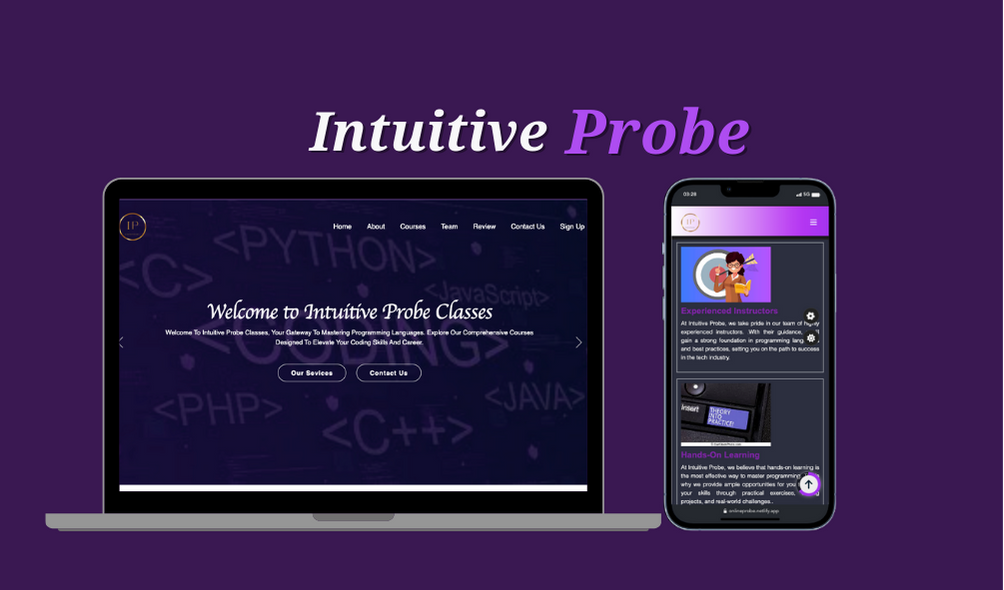 Intuitive Probe
IP
Home About Courses Team Review Contact Us Sign Up
<PYTHON>
<C>
<JavaScript>
Welcome to Intuitive Probe Classes
Welcome To Intuitive Probe Classes, Your Gateway To Mastering Programming Languages. Explore Our Comprehensive Courses
Designed To Elevate Your Coding Skills And Career.
<CODING>
Our Sevices Contact Us
<PHP>
<C++>
<JAVA>
03:28 5G
IP
Experienced Instructors
At Intuitive Probe, we take pride in our team of highly
experienced instructors. With their guidance,
gain a strong foundation in programming lang
and best practices, setting you on the path to success
in the tech industry.
Insert
THEORY
INTO
PRACTICE!
Hands-On Learning
At Intuitive Probe, we believe that hands-on learning is
the most effective way to master programming
why we provide ample opportunities for you
your skills through practical exercises,
projects, and real-world challenges..
onlineprobe.netlify.app